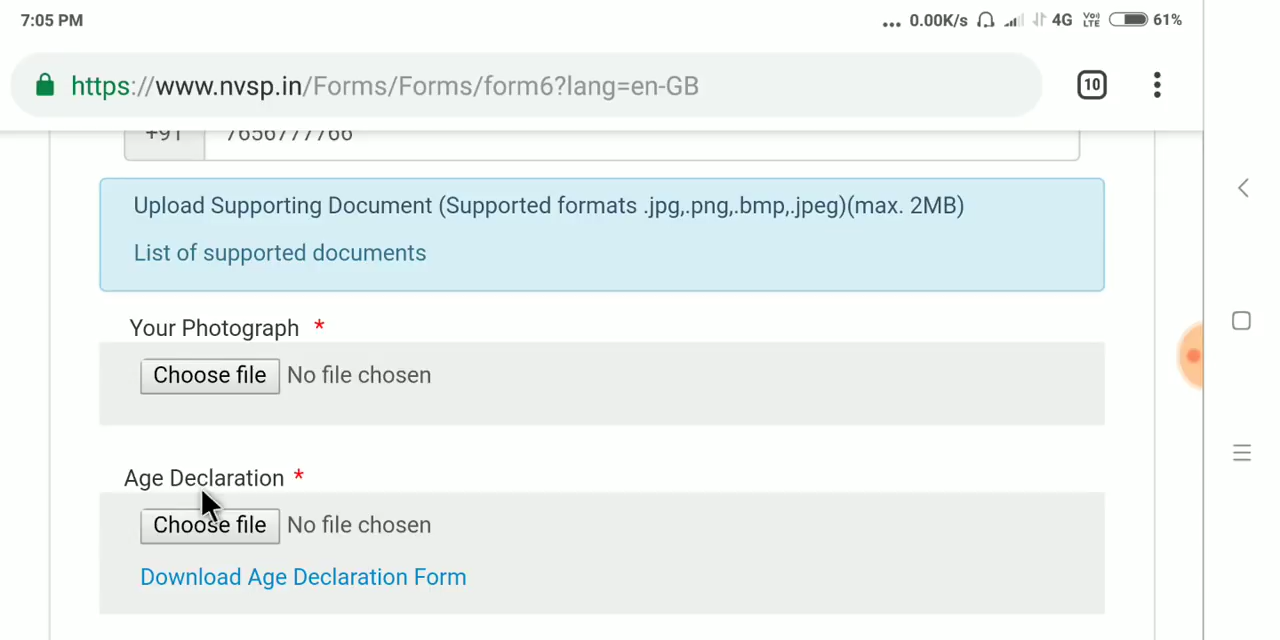 7:05 PM ... 0.00K/s 4G VoLTE 61%
https://www.nvsp.in/Forms/Forms/form6?lang=en-GB 10
+91 7656777766
Upload Supporting Document (Supported formats .jpg,.png,.bmp,.jpeg)(max. 2MB)
List of supported documents
Your Photograph *
Choose file No file chosen
Age Declaration *
Choose file No file chosen
Download Age Declaration Form